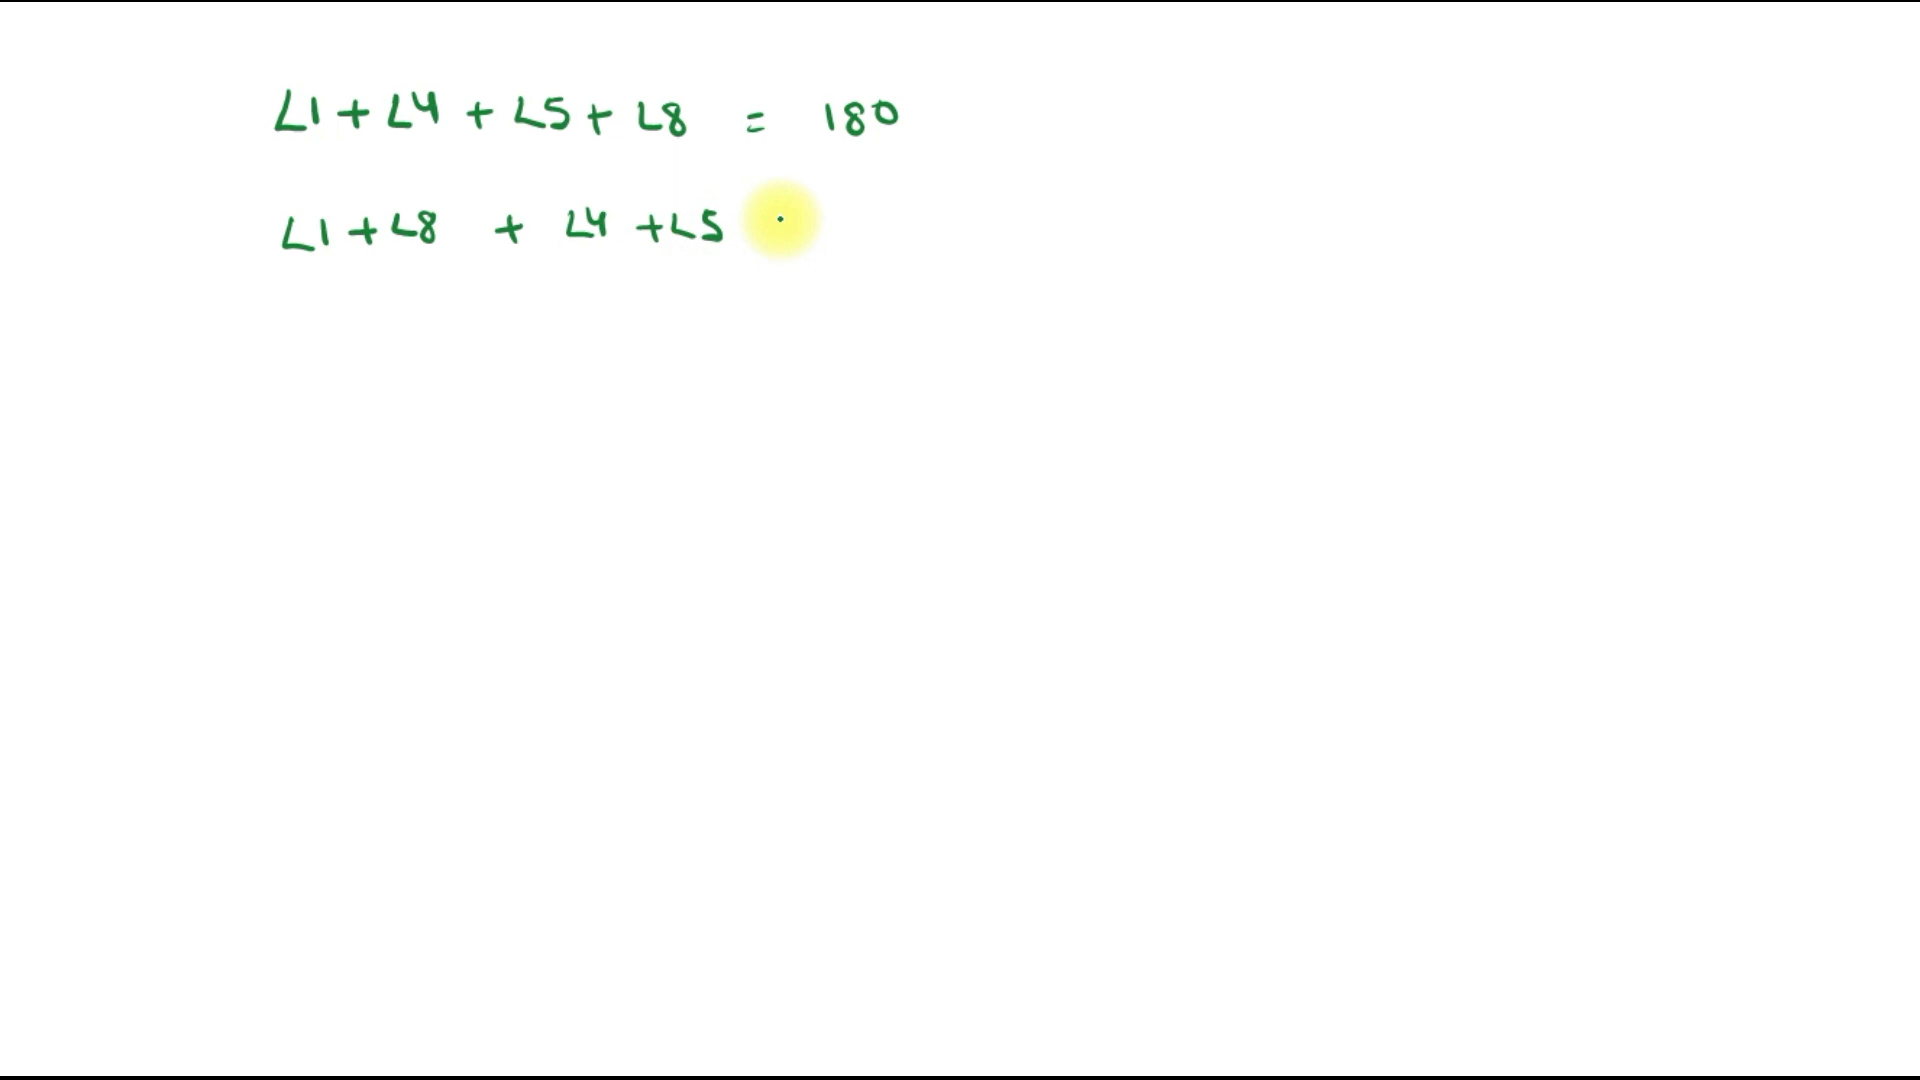 ∠1 + ∠4 + ∠5 + ∠8 = 180
∠1 + ∠8 + ∠4 + ∠5